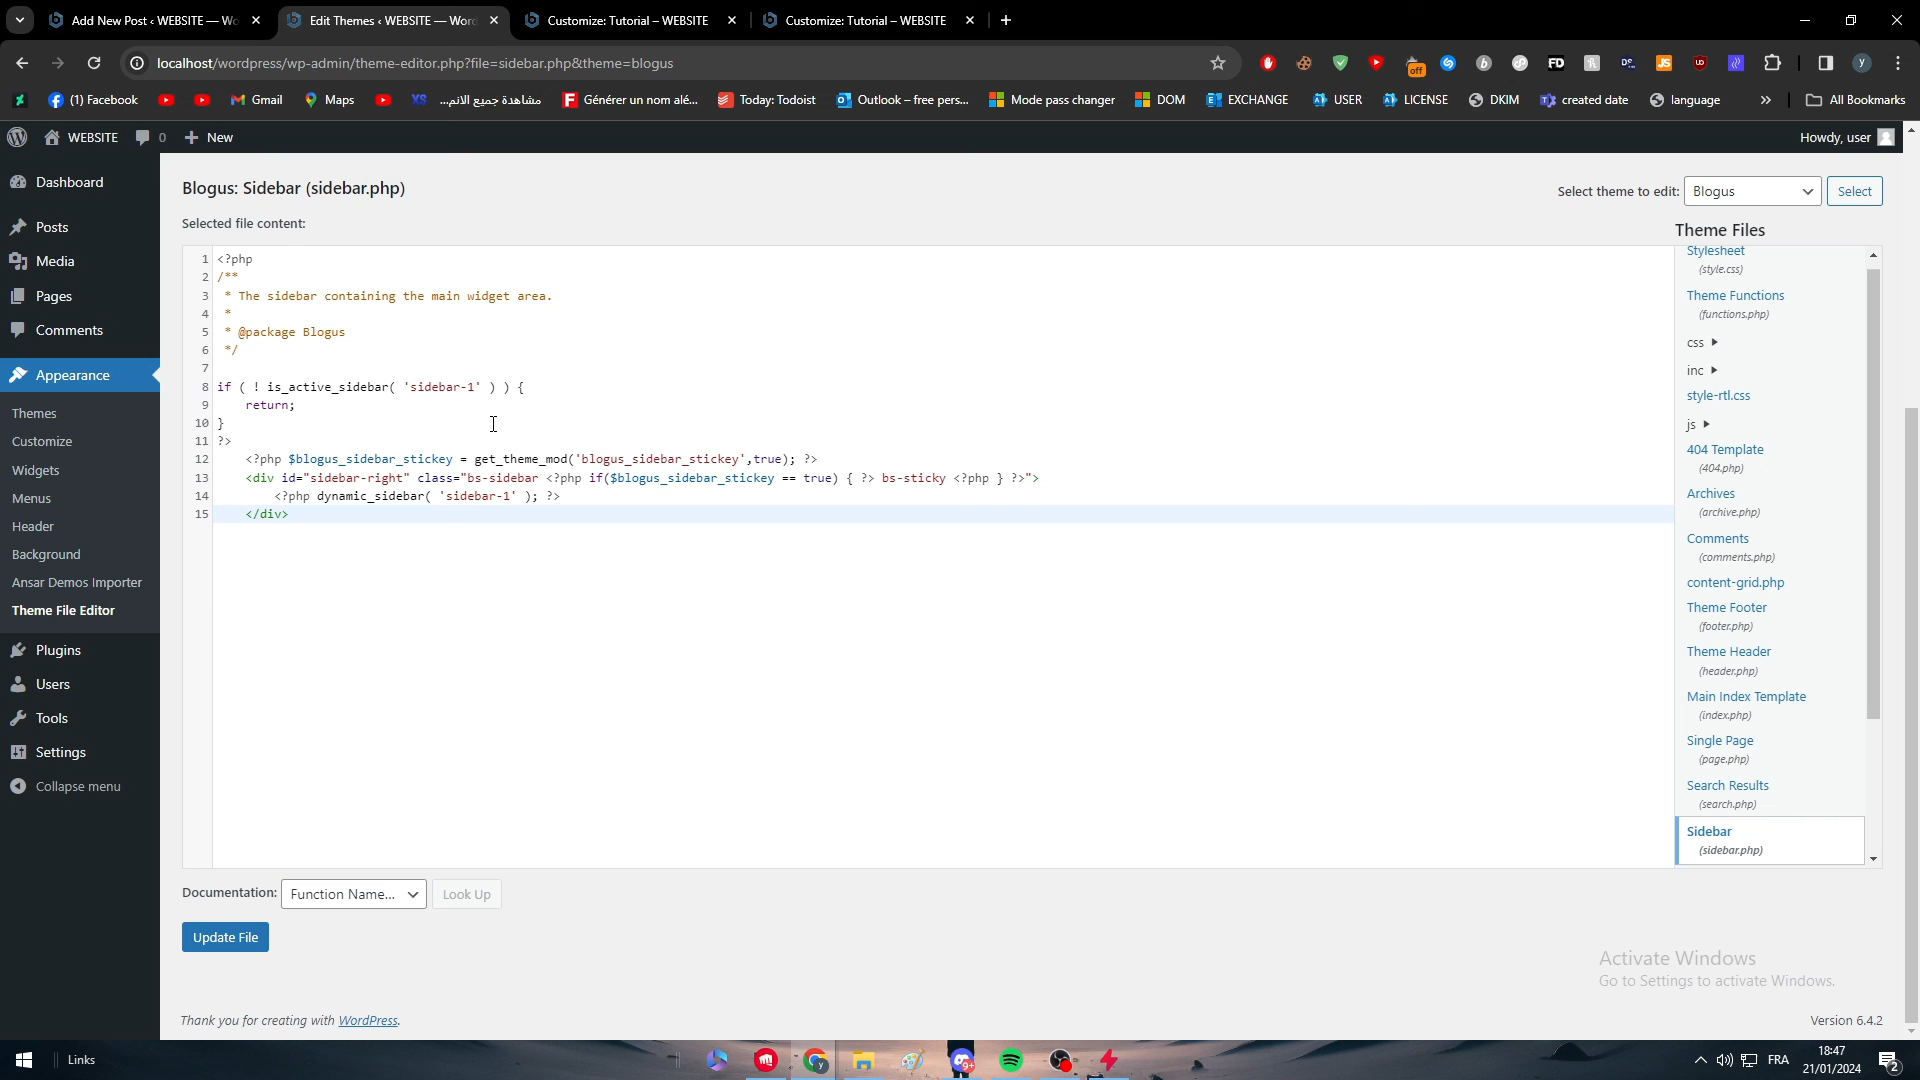 Add New Post ‹ WEBSITE — Wo
Edit Themes ‹ WEBSITE — Word
Customize: Tutorial – WEBSITE
Customize: Tutorial – WEBSITE
localhost/wordpress/wp-admin/theme-editor.php?file=sidebar.php&theme=blogus
off
FD
JS
y
(1) Facebook
Gmail
Maps
مشاهدة جميع الانم...
Générer un nom alé...
Today: Todoist
Outlook – free pers...
Mode pass changer
DOM
EXCHANGE
USER
LICENSE
DKIM
created date
language
»
All Bookmarks
WEBSITE
0
New
Howdy, user
Dashboard
Posts
Media
Pages
Comments
Appearance
Themes
Customize
Widgets
Menus
Header
Background
Ansar Demos Importer
Theme File Editor
Plugins
Users
Tools
Settings
Collapse menu
Blogus: Sidebar (sidebar.php)
Select theme to edit: Blogus Select
Selected file content:
1 <?php
2 /**
3 * The sidebar containing the main widget area.
4 *
5 * @package Blogus
6 */
7
8 if ( ! is_active_sidebar( 'sidebar-1' ) ) {
9 return;
10 }
11 ?>
12 <?php $blogus_sidebar_stickey = get_theme_mod('blogus_sidebar_stickey',true); ?>
13 <div id="sidebar-right" class="bs-sidebar <?php if($blogus_sidebar_stickey == true) { ?> bs-sticky <?php } ?>">
14 <?php dynamic_sidebar( 'sidebar-1' ); ?>
15 </div>
Theme Files
Stylesheet
(style.css)
Theme Functions
(functions.php)
css
inc
style-rtl.css
js
404 Template
(404.php)
Archives
(archive.php)
Comments
(comments.php)
content-grid.php
Theme Footer
(footer.php)
Theme Header
(header.php)
Main Index Template
(index.php)
Single Page
(page.php)
Search Results
(search.php)
Sidebar
(sidebar.php)
Documentation: Function Name... Look Up
Update File
Activate Windows
Go to Settings to activate Windows.
Thank you for creating with WordPress.
Version 6.4.2
Links
9+
FRA
18:47
21/01/2024
2